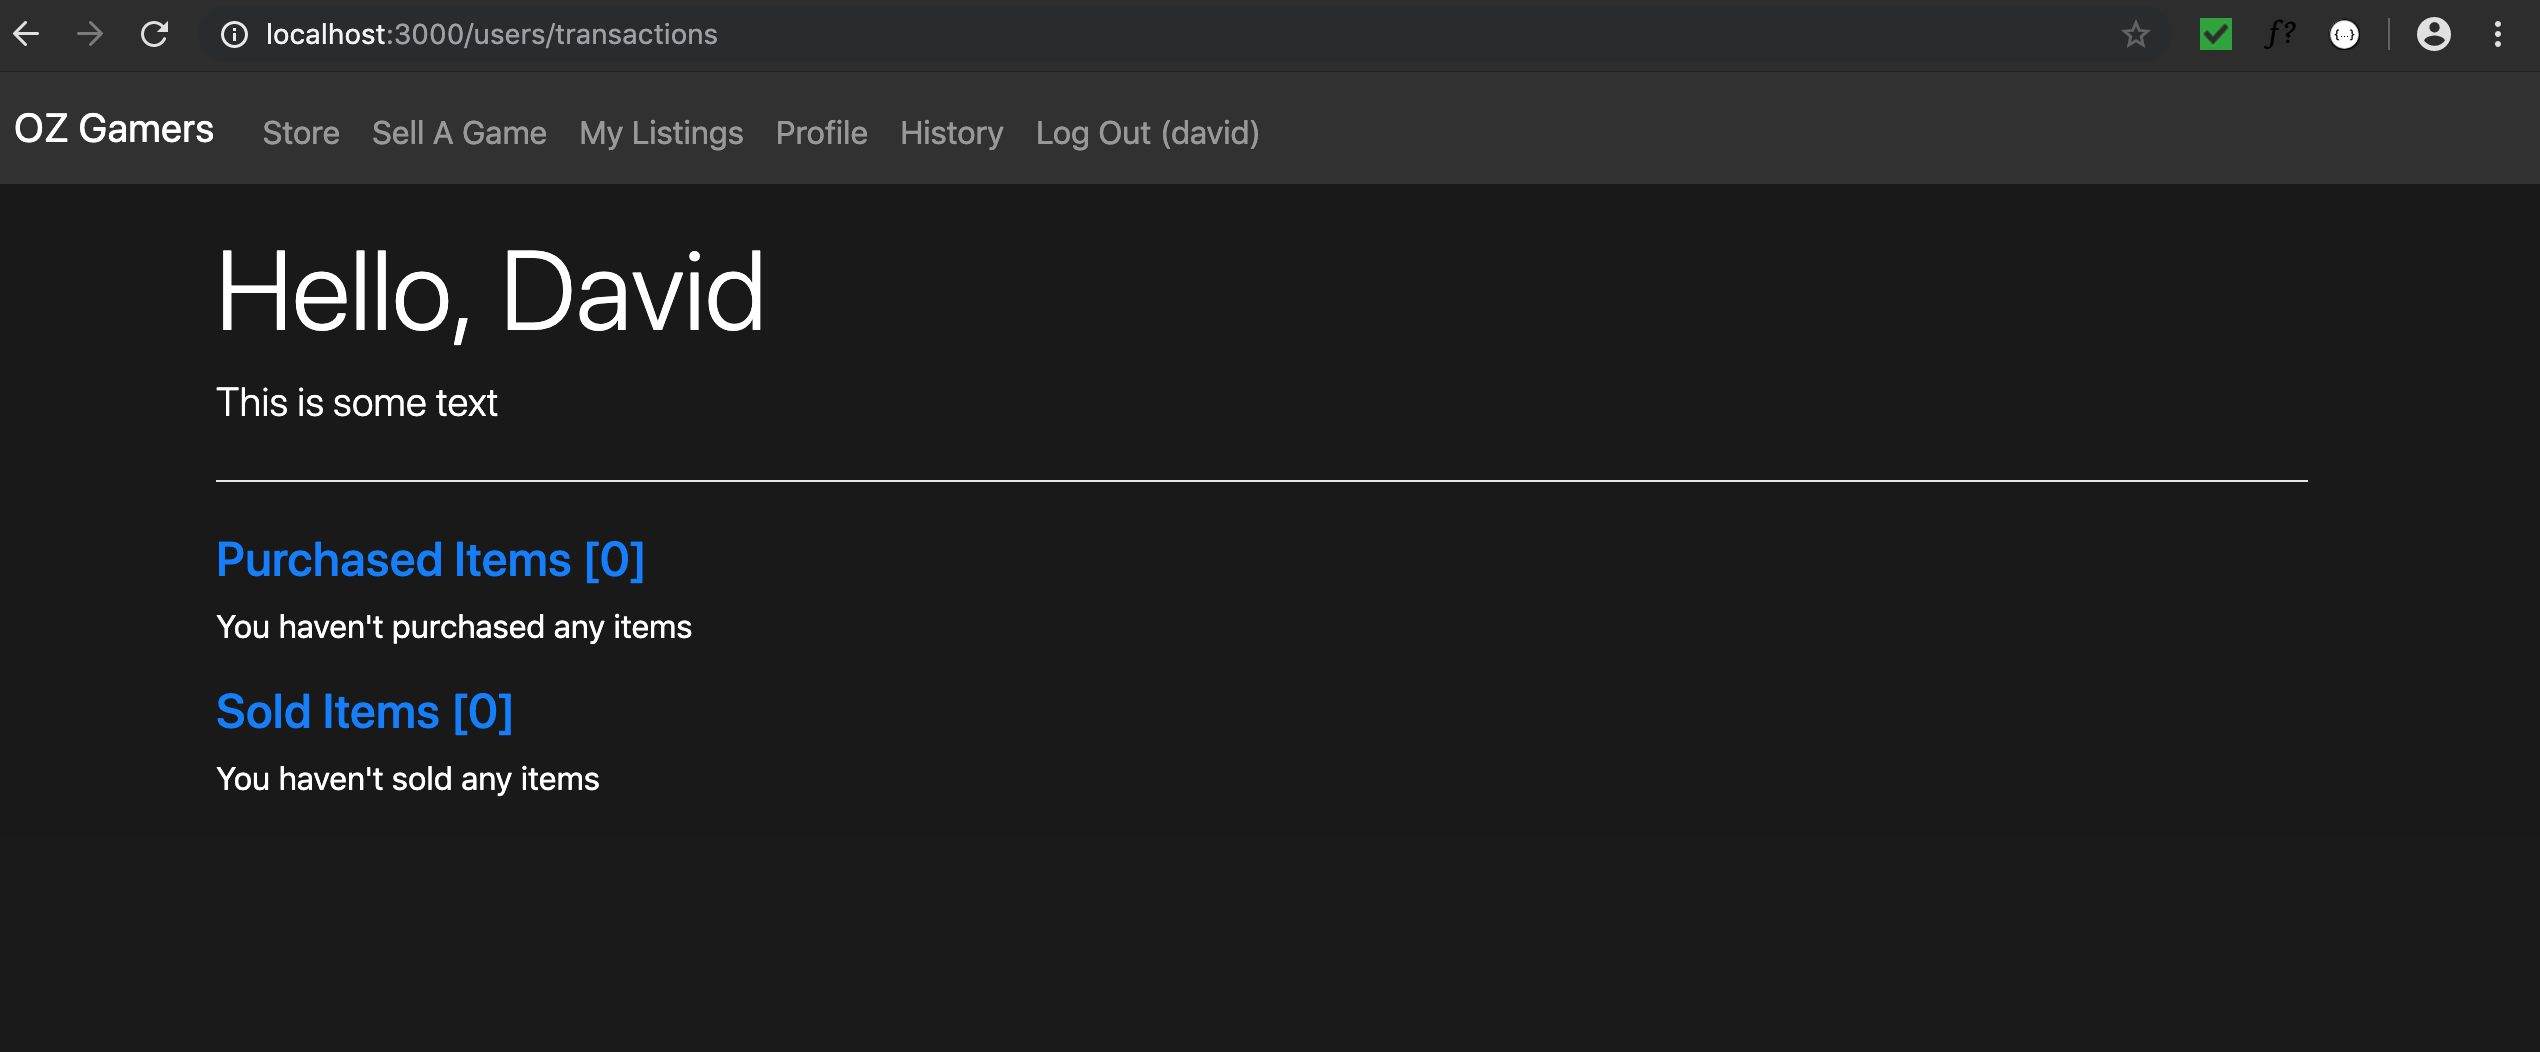 localhost:3000/users/transactions
f?
{...}
OZ Gamers Store Sell A Game My Listings Profile History Log Out (david)
Hello, David
This is some text
Purchased Items [0]
You haven't purchased any items
Sold Items [0]
You haven't sold any items